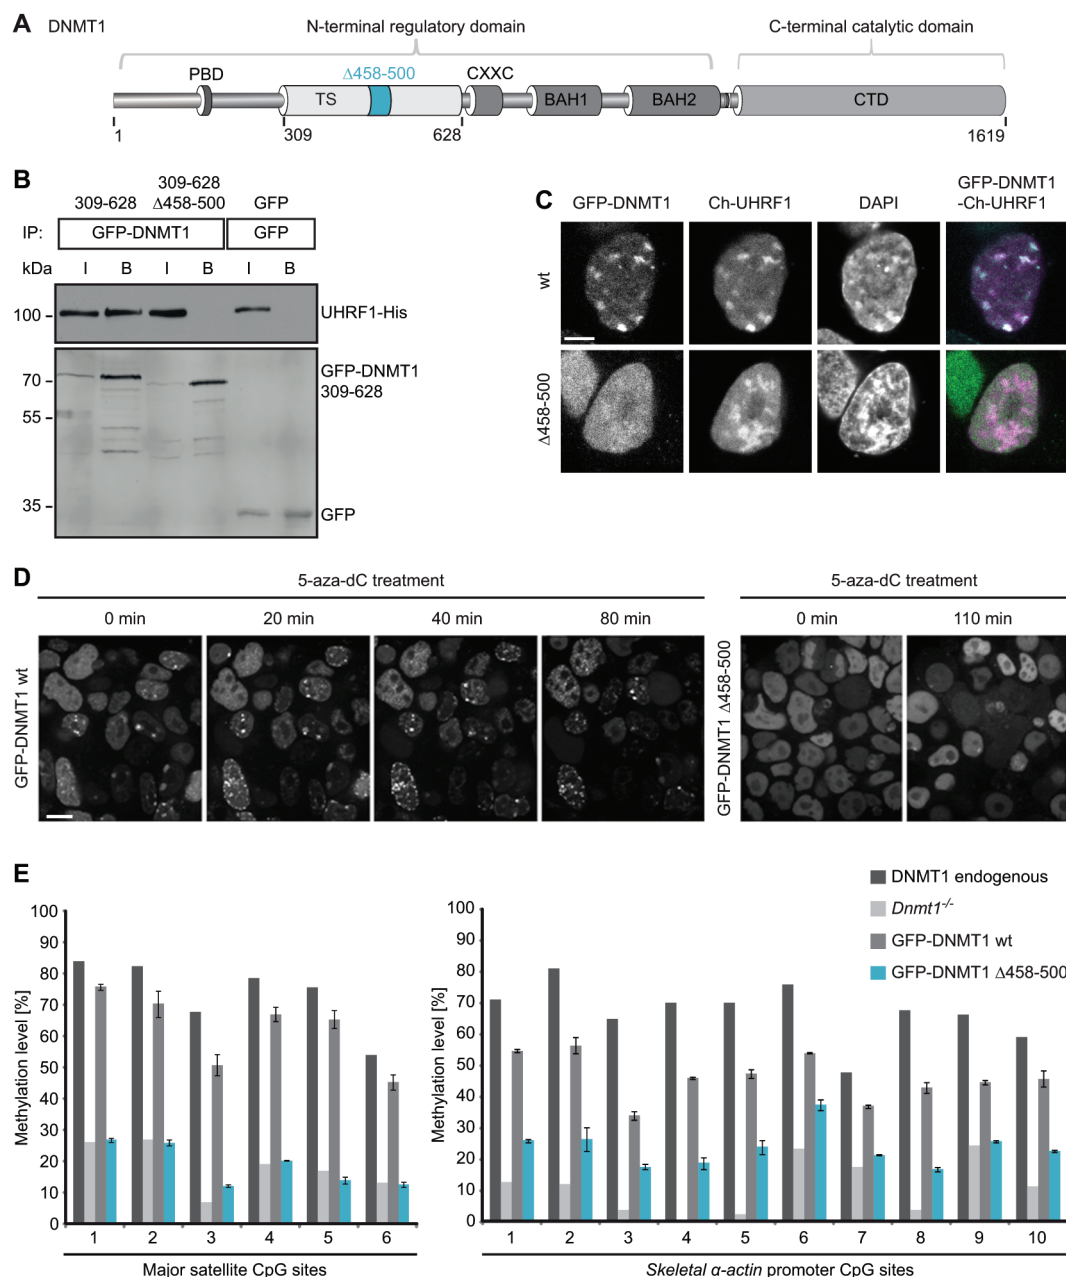 A
DNMT1
N-terminal regulatory domain
C-terminal catalytic domain
PBD
Δ458-500
CXXC
TS
BAH1
BAH2
CTD
1
309
628
1619
B
309-628
309-628
Δ458-500
GFP
IP:
GFP-DNMT1
GFP
kDa
I
B
I
B
I
B
100
UHRF1-His
70
GFP-DNMT1
309-628
55
35
GFP
C
GFP-DNMT1
Ch-UHRF1
DAPI
GFP-DNMT1
-Ch-UHRF1
wt
Δ458-500
D
5-aza-dC treatment
5-aza-dC treatment
0 min
20 min
40 min
80 min
0 min
110 min
GFP-DNMT1 wt
GFP-DNMT1 Δ458-500
E
DNMT1 endogenous
Dnmt1-/-
GFP-DNMT1 wt
GFP-DNMT1 Δ458-500
Methylation level [%]
100
90
80
70
60
50
40
30
20
10
0
1 2 3 4 5 6
Major satellite CpG sites
Methylation level [%]
100
90
80
70
60
50
40
30
20
10
0
1 2 3 4 5 6 7 8 9 10
Skeletal α-actin promoter CpG sites